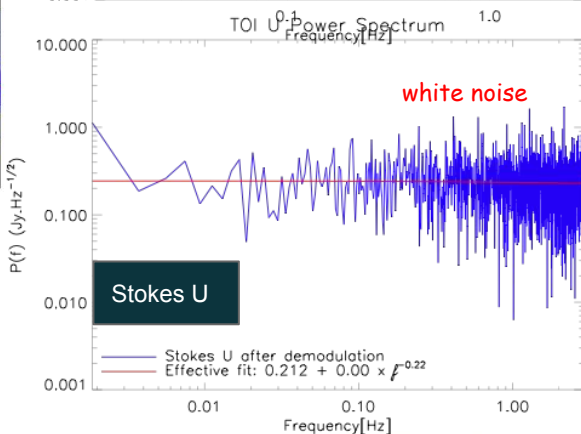 0.1 1.0
TOI U Power Spectrum
Frequency[Hz]
10.000
white noise
1.000
P(f) (Jy.Hz⁻¹/²)
0.100
Stokes U
0.010
Stokes U after demodulation
Effective fit: 0.212 + 0.00 x f⁻⁰·²²
0.001
0.01 0.10 1.00
Frequency[Hz]